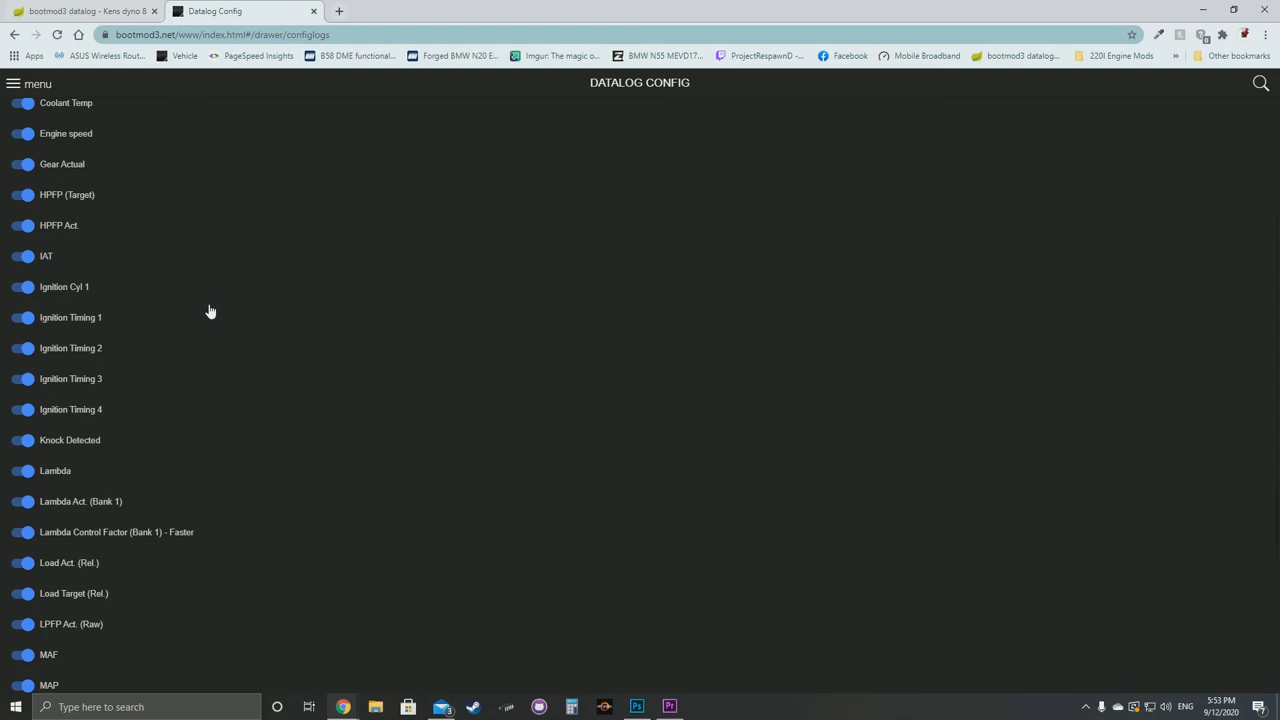 bootmod3 datalog - Kens dyno 8
Datalog Config
bootmod3.net/www/index.html#/drawer/configlogs
Apps
ASUS Wireless Rout...
Vehicle
PageSpeed Insights
B58 DME functional...
Forged BMW N20 E...
Imgur: The magic o...
BMW N55 MEVD17...
ProjectRespawnD -...
Facebook
Mobile Broadband
bootmod3 datalog...
220I Engine Mods
»
Other bookmarks
menu
DATALOG CONFIG
Coolant Temp
Engine speed
Gear Actual
HPFP (Target)
HPFP Act.
IAT
Ignition Cyl 1
Ignition Timing 1
Ignition Timing 2
Ignition Timing 3
Ignition Timing 4
Knock Detected
Lambda
Lambda Act. (Bank 1)
Lambda Control Factor (Bank 1) - Faster
Load Act. (Rel.)
Load Target (Rel.)
LPFP Act. (Raw)
MAF
MAP
Type here to search
3
Ps
Pr
5:53 PM
9/12/2020